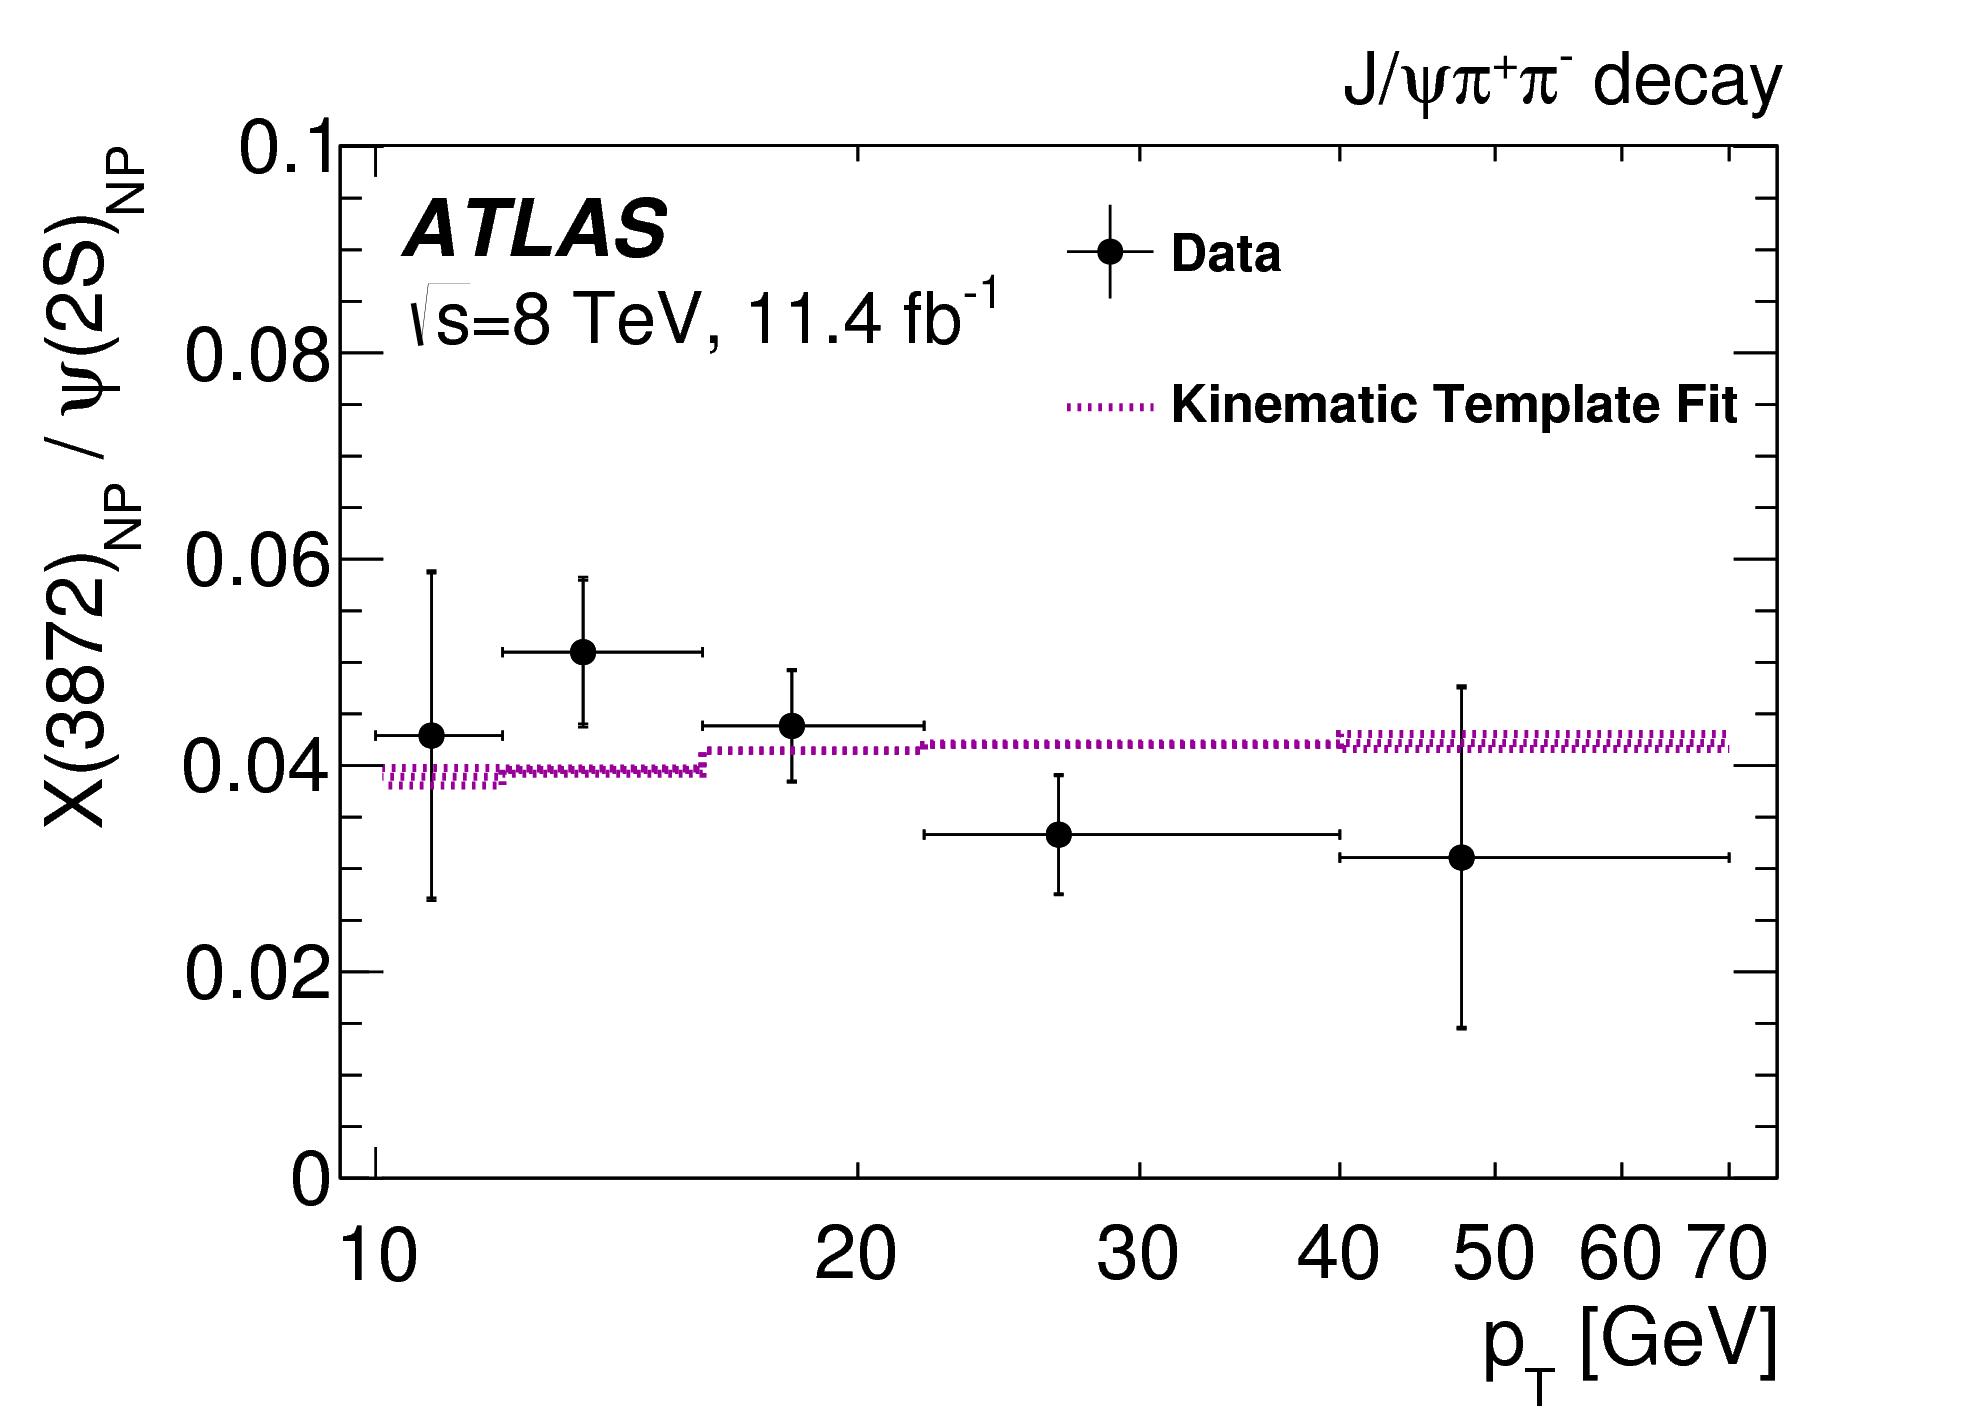 J/ψπ+π- decay
X(3872)NP / ψ(2S)NP
0.1
0.08
0.06
0.04
0.02
0
ATLAS
√s=8 TeV, 11.4 fb-1
Data
Kinematic Template Fit
10 20 30 40 50 60 70
pT [GeV]